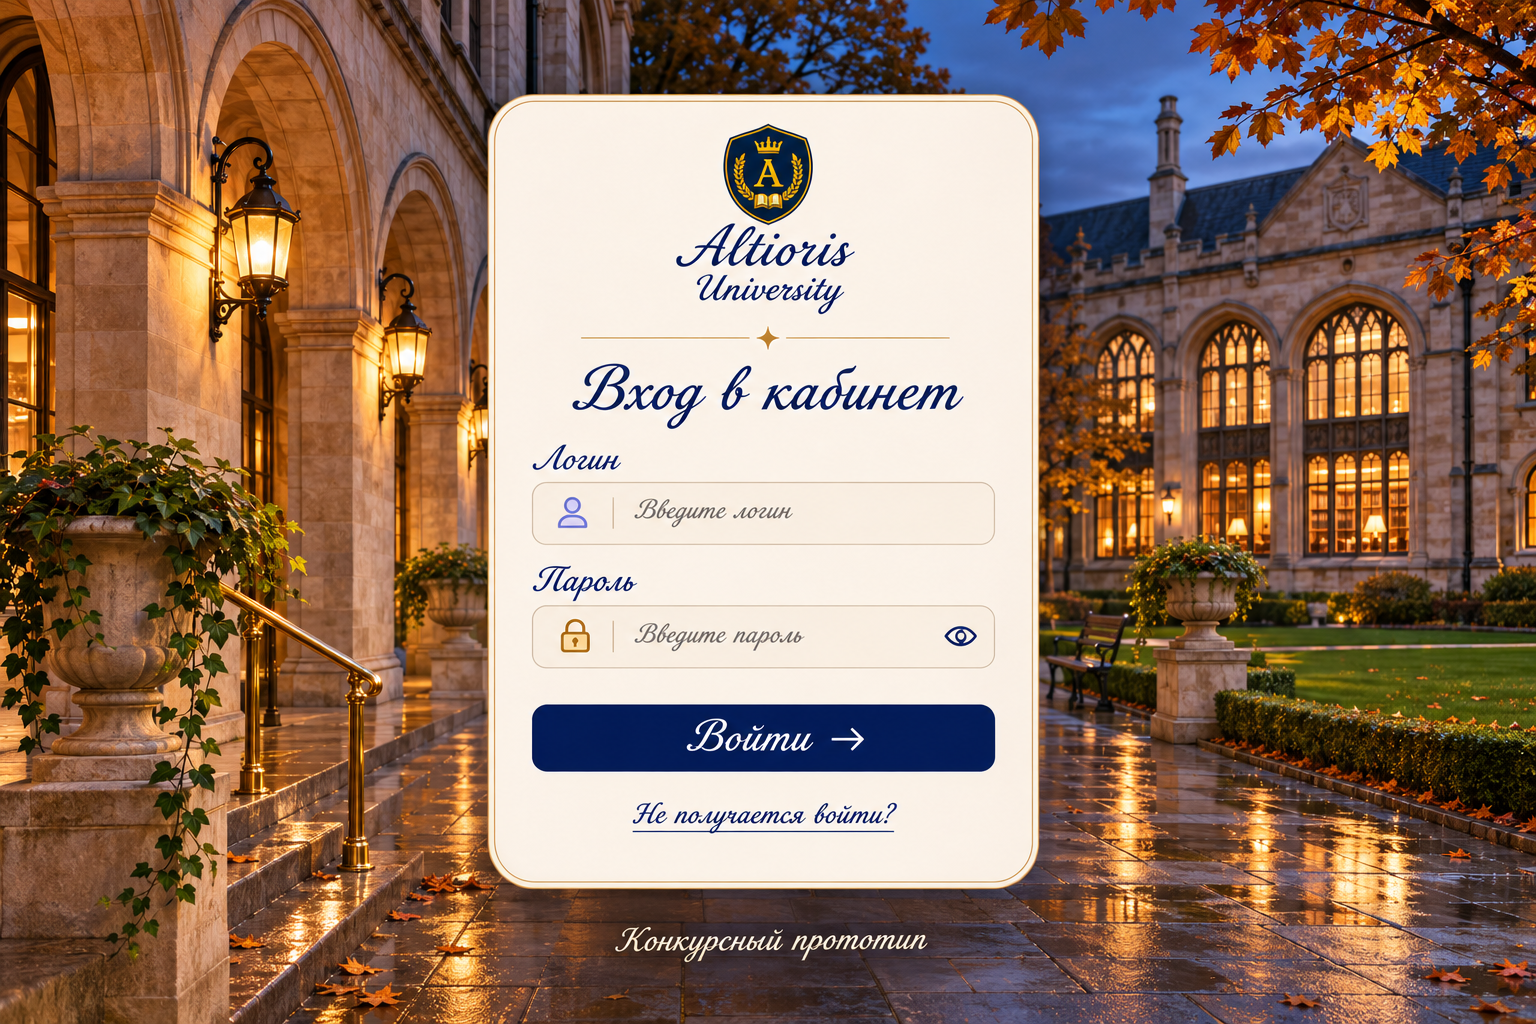 A
Altioris
University
Вход в кабинет
Логин
Введите логин
Пароль
Введите пароль
Войти →
Не получается войти?
Конкурсный прототип